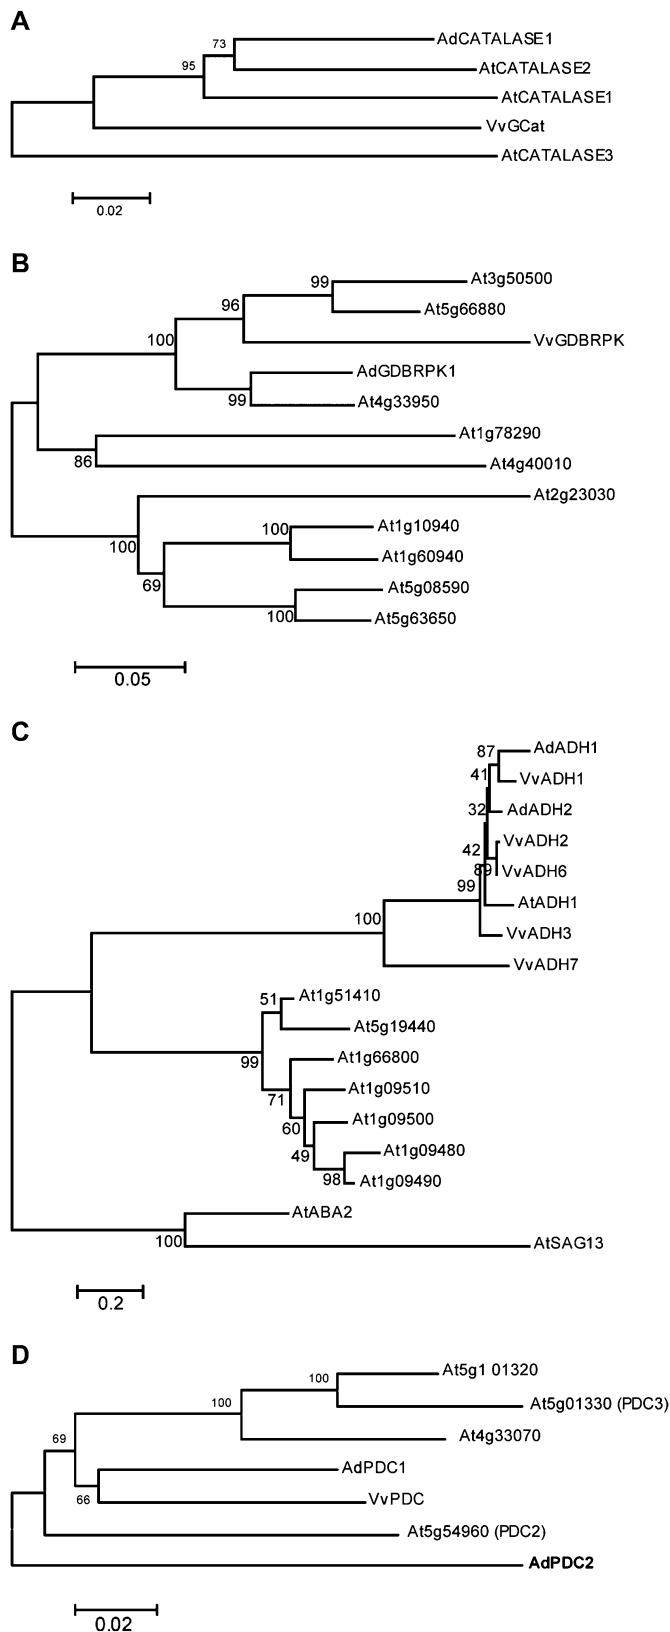 A
AdCATALASE1
73
AtCATALASE2
95
AtCATALASE1
VvGCat
AtCATALASE3
0.02
B
At3g50500
99
96
At5g66880
VvGDBRPK
100
AdGDBRPK1
99
At4g33950
At1g78290
86
At4g40010
At2g23030
100
At1g10940
100
At1g60940
69
At5g08590
100
At5g63650
0.05
C
87
AdADH1
41
VvADH1
32
AdADH2
VvADH2
42
89
VvADH6
99
AtADH1
100
VvADH3
VvADH7
51
At1g51410
At5g19440
99
At1g66800
71
At1g09510
60
At1g09500
49
At1g09480
98
At1g09490
AtABA2
100
AtSAG13
0.2
D
At5g1 01320
100
At5g01330 (PDC3)
100
At4g33070
69
AdPDC1
66
VvPDC
At5g54960 (PDC2)
AdPDC2
0.02